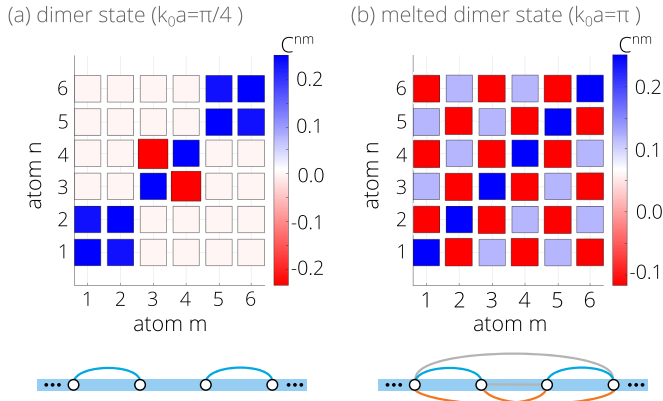 (a) dimer state (k₀a=π/4 )
(b) melted dimer state (k₀a=π )
Cⁿᵐ
0.2
0.1
0.0
-0.1
-0.2
6
5
4
3
2
1
atom n
1 2 3 4 5 6
atom m
Cⁿᵐ
0.2
0.1
0.0
-0.1
6
5
4
3
2
1
atom n
1 2 3 4 5 6
atom m
••• •••
••• •••